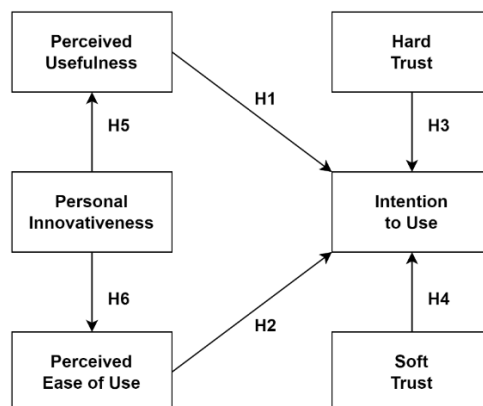 Perceived
Usefulness
Hard
Trust
H1
H5
H3
Personal
Innovativeness
Intention
to Use
H6
H2
H4
Perceived
Ease of Use
Soft
Trust